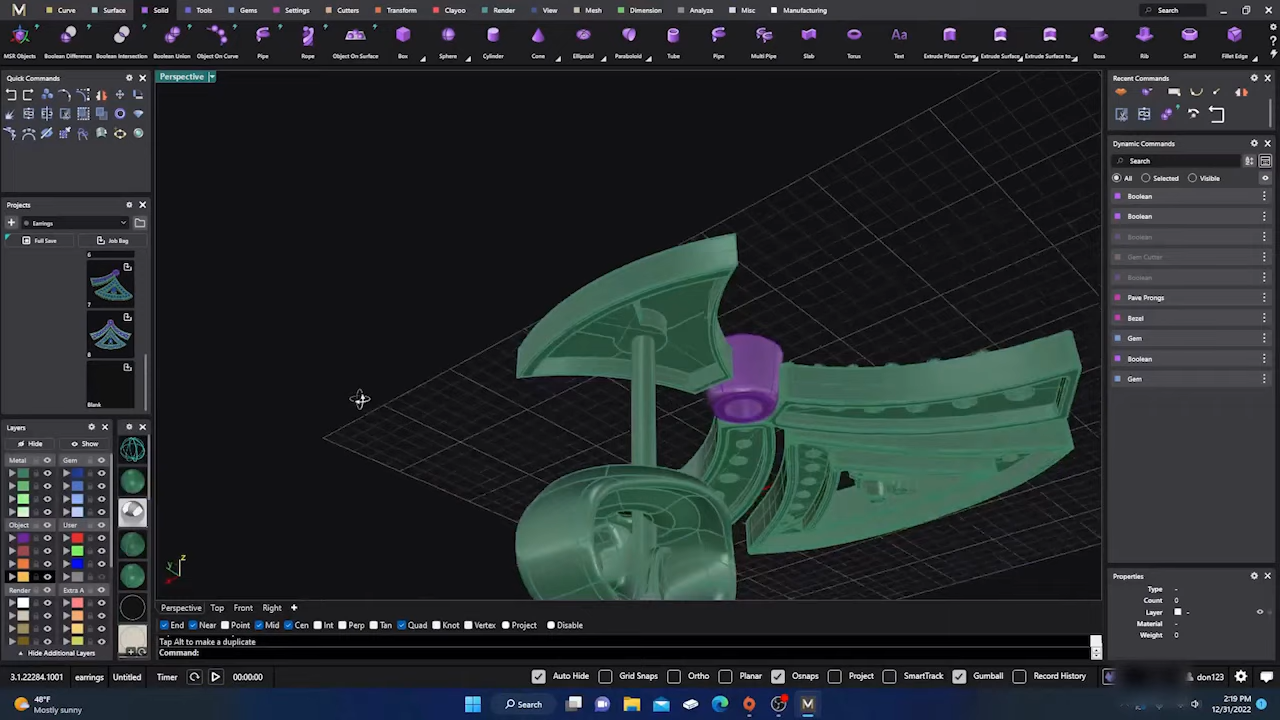 Curve Surface Solid Tools Gems Settings Cutters Transform Clayoo Render View Mesh Dimension Analyze Misc Manufacturing Search
MSR Objects Boolean Difference Boolean Intersection Boolean Union On Curve Pipe Rope Object On Surface Box Sphere Cylinder Cone Ellipsoid Paraboloid Tube Pipe Multi-Pipe Slab Torus Text Extrude Planar Curve Extrude Surface Extrude Surface to... Boss Rib Shell Fillet Edge
Quick Commands
Perspective
Recent Commands
Dynamic Commands
Search
All Selected Visible
Boolean
Boolean
Boolean
Gem Cutter
Boolean
Pave Prongs
Bezel
Gem
Boolean
Gem
Projects
Earrings
Full Save Job Bag
6
7
8
Blank
Layers
Hide Show
Metal Gem
Object User
Render Extra A
Hide Additional Layers
z
y
Properties
Type -
Count 0
Layer -
Material -
Weight 0
Perspective Top Front Right
End Near Point Mid Cen Int Perp Tan Quad Knot Vertex Project Disable
Tap Alt to make a duplicate
Command:
3.1.22284.1001 earrings Untitled Timer 00:00:00 Auto Hide Grid Snaps Ortho Planar Osnaps Project SmartTrack Gumball Record History don123
48°F
Mostly sunny
Search
2:19 PM
12/31/2022